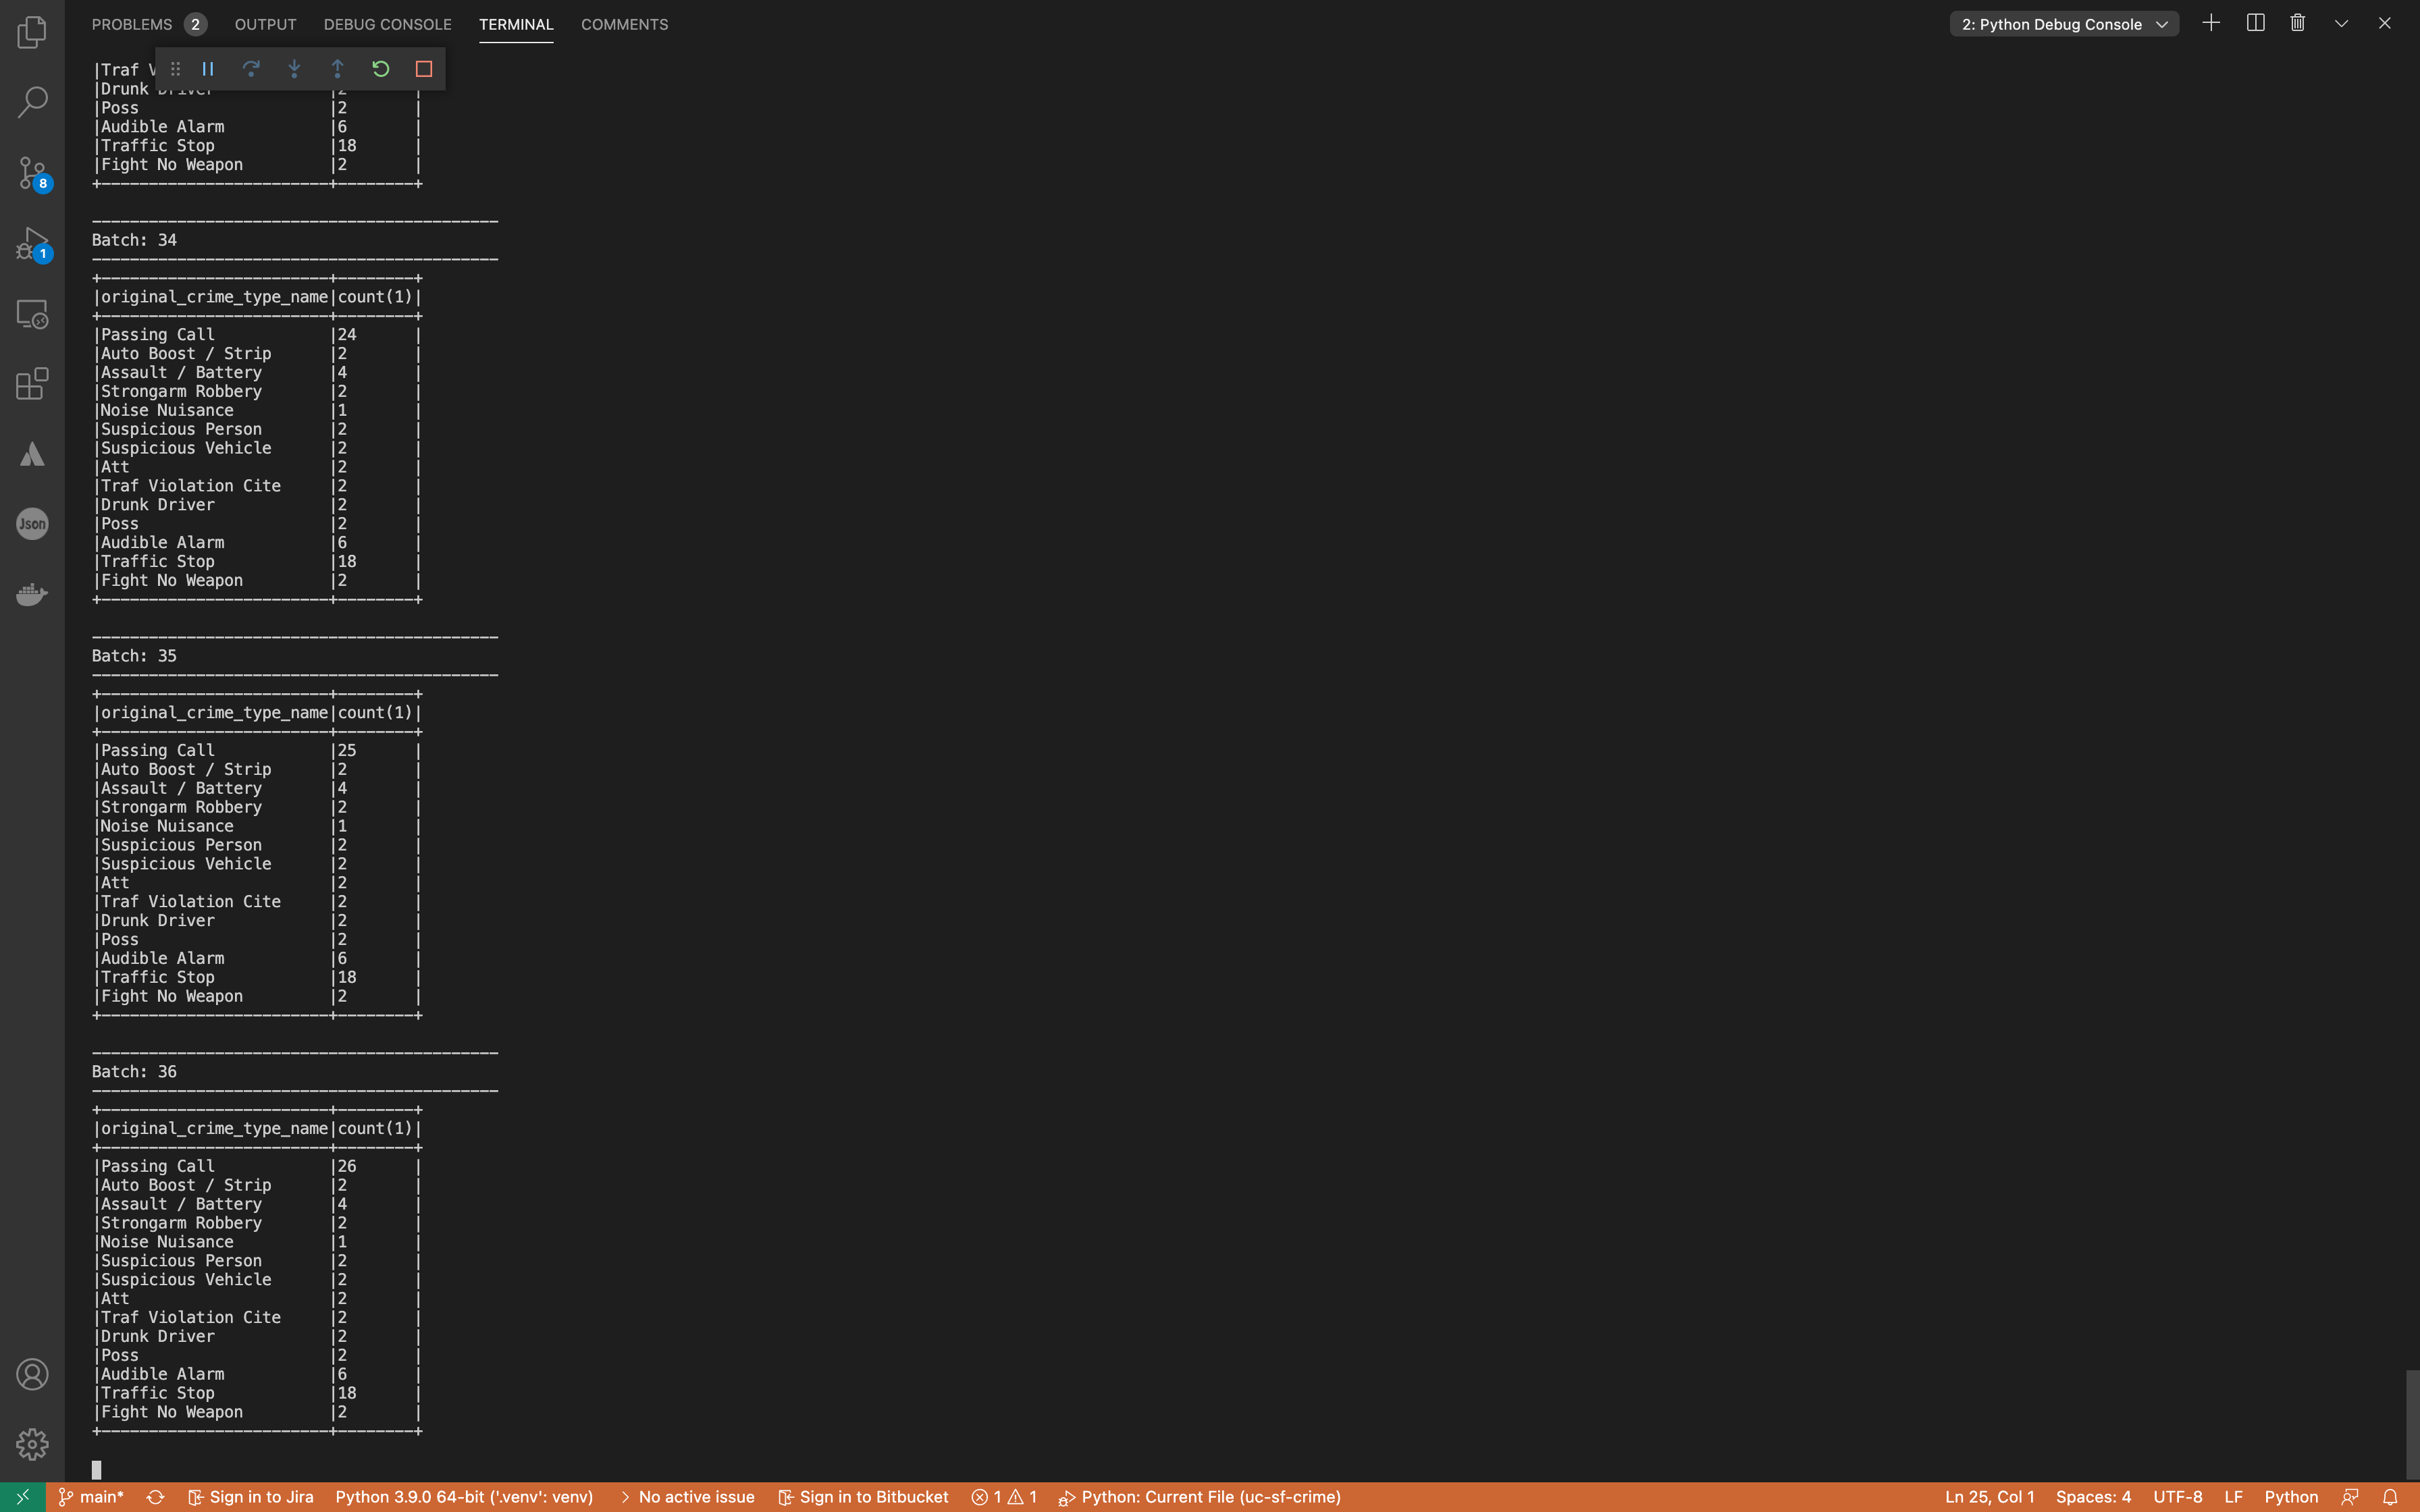 PROBLEMS 2 OUTPUT DEBUG CONSOLE TERMINAL COMMENTS 2: Python Debug Console
|Traf V
|Drunk Driver |2 |
|Poss |2 |
|Audible Alarm |6 |
|Traffic Stop |18 |
|Fight No Weapon |2 |
+------------------------+--------+
-------------------------------------------
Batch: 34
-------------------------------------------
+------------------------+--------+
|original_crime_type_name|count(1)|
+------------------------+--------+
|Passing Call |24 |
|Auto Boost / Strip |2 |
|Assault / Battery |4 |
|Strongarm Robbery |2 |
|Noise Nuisance |1 |
|Suspicious Person |2 |
|Suspicious Vehicle |2 |
|Att |2 |
|Traf Violation Cite |2 |
|Drunk Driver |2 |
|Poss |2 |
|Audible Alarm |6 |
|Traffic Stop |18 |
|Fight No Weapon |2 |
+------------------------+--------+
-------------------------------------------
Batch: 35
-------------------------------------------
+------------------------+--------+
|original_crime_type_name|count(1)|
+------------------------+--------+
|Passing Call |25 |
|Auto Boost / Strip |2 |
|Assault / Battery |4 |
|Strongarm Robbery |2 |
|Noise Nuisance |1 |
|Suspicious Person |2 |
|Suspicious Vehicle |2 |
|Att |2 |
|Traf Violation Cite |2 |
|Drunk Driver |2 |
|Poss |2 |
|Audible Alarm |6 |
|Traffic Stop |18 |
|Fight No Weapon |2 |
+------------------------+--------+
-------------------------------------------
Batch: 36
-------------------------------------------
+------------------------+--------+
|original_crime_type_name|count(1)|
+------------------------+--------+
|Passing Call |26 |
|Auto Boost / Strip |2 |
|Assault / Battery |4 |
|Strongarm Robbery |2 |
|Noise Nuisance |1 |
|Suspicious Person |2 |
|Suspicious Vehicle |2 |
|Att |2 |
|Traf Violation Cite |2 |
|Drunk Driver |2 |
|Poss |2 |
|Audible Alarm |6 |
|Traffic Stop |18 |
|Fight No Weapon |2 |
+------------------------+--------+
8
1
Json
main* Sign in to Jira Python 3.9.0 64-bit ('.venv': venv) No active issue Sign in to Bitbucket 1 1 Python: Current File (uc-sf-crime) Ln 25, Col 1 Spaces: 4 UTF-8 LF Python